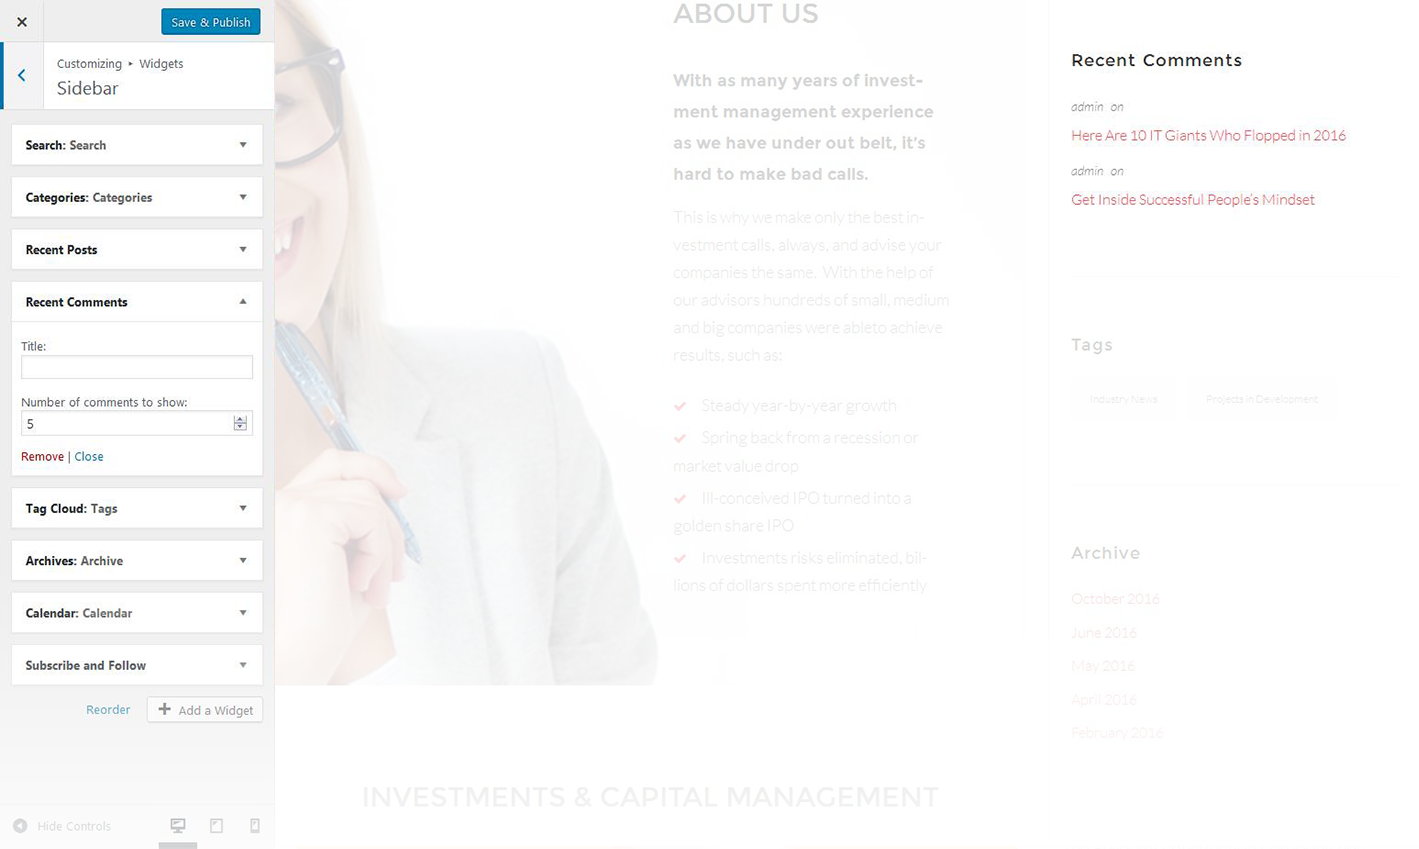 Save & Publish
Customizing ▸ Widgets
Sidebar
Search: Search
Categories: Categories
Recent Posts
Recent Comments
Title:
Number of comments to show:
5
Remove | Close
Tag Cloud: Tags
Archives: Archive
Calendar: Calendar
Subscribe and Follow
Reorder
Add a Widget
Hide Controls
ABOUT US
With as many years of invest-
ment management experience
as we have under out belt, it's
hard to make bad calls.
This is why we make only the best in-
vestment calls, always, and advise your
companies the same. With the help of
our advisors hundreds of small, medium
and big companies were ableto achieve
results, such as:
Steady year-by-year growth
Spring back from a recession or
market value drop
Ill-conceived IPO turned into a
golden share IPO
Investments risks eliminated, bil-
lions of dollars spent more efficiently
INVESTMENTS & CAPITAL MANAGEMENT
Recent Comments
admin on
Here Are 10 IT Giants Who Flopped in 2016
admin on
Get Inside Successful People's Mindset
Tags
Industry News
Projects in Development
Archive
October 2016
June 2016
May 2016
April 2016
February 2016